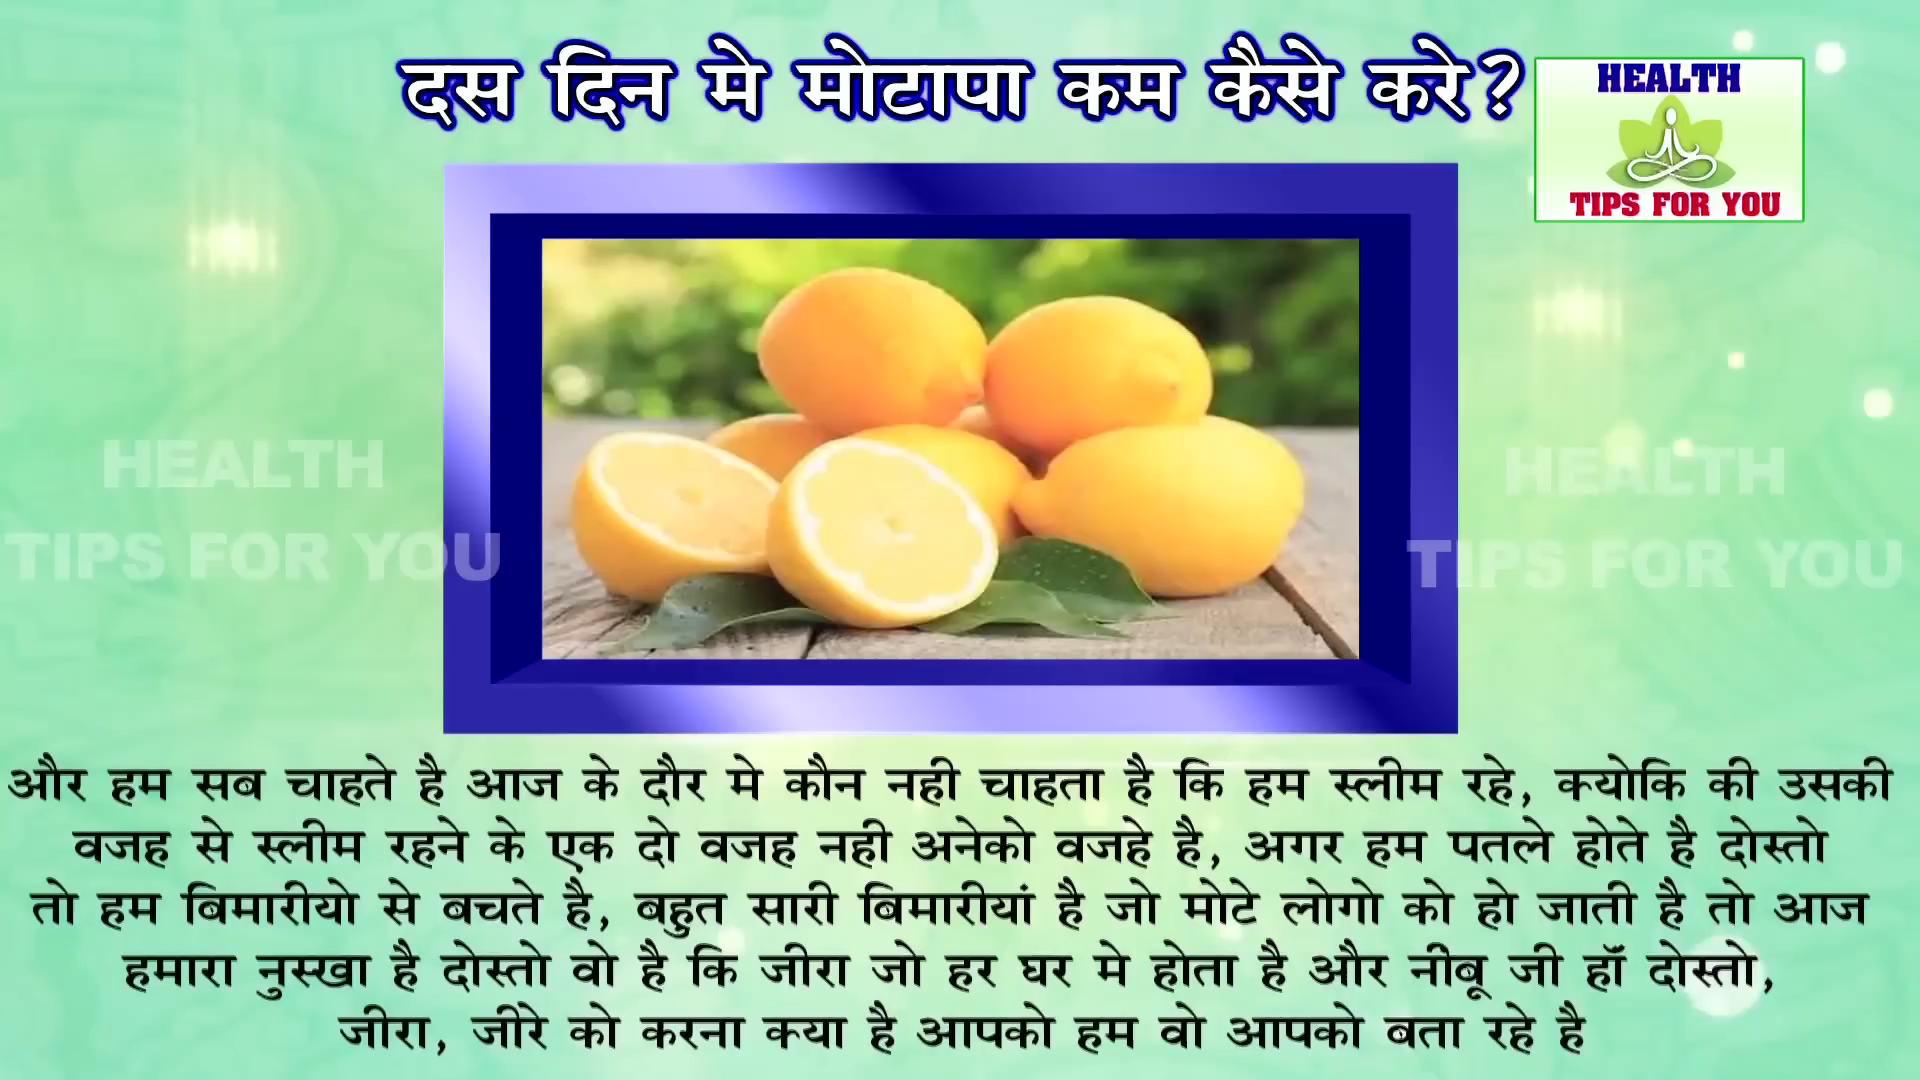 दस दिन मे मोटापा कम कैसे करे?
HEALTH
TIPS FOR YOU
HEALTH
TIPS FOR YOU
HEALTH
TIPS FOR YOU
और हम सब चाहते है आज के दौर मे कौन नही चाहता है कि हम स्लीम रहे, क्योकि की उसकी
वजह से स्लीम रहने के एक दो वजह नही अनेको वजहे है, अगर हम पतले होते है दोस्तो
तो हम बिमारीयो से बचते है, बहुत सारी बिमारीयां है जो मोटे लोगो को हो जाती है तो आज
हमारा नुस्खा है दोस्तो वो है कि जीरा जो हर घर मे होता है और नींबू जी हॉ दोस्तो,
जीरा, जीरे को करना क्या है आपको हम वो आपको बता रहे है